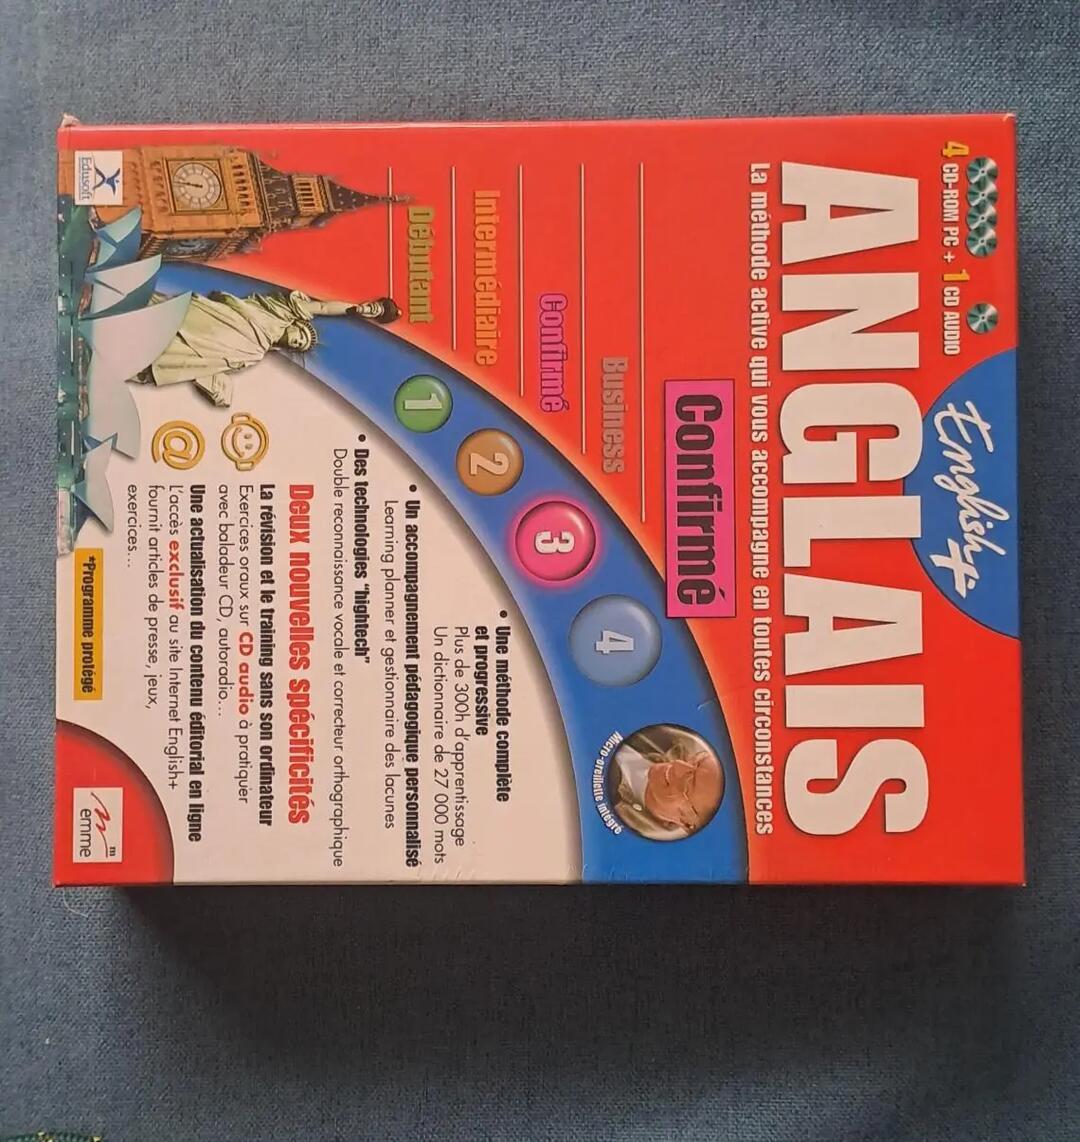 4 CD-ROM PC + 1 CD AUDIO
English+
ANGLAIS
La méthode active qui vous accompagne en toutes circonstances
Confirmé
Business
Confirmé
Intermédiaire
Débutant
1
2
3
4
Micro-oreillette intégré
• Une méthode complète
et progressive
Plus de 300h d'apprentissage
Un dictionnaire de 27 000 mots
• Un accompagnement pédagogique personnalisé
Learning planner et gestionnaire des lacunes
• Des technologies "hightech"
Double reconnaissance vocale et correcteur orthographique
Deux nouvelles spécificités
La révision et le training sans son ordinateur
Exercices oraux sur CD audio à pratiquer
avec baladeur CD, autoradio...
@
Une actualisation du contenu éditorial en ligne
L'accès exclusif au site Internet English+
fournit articles de presse, jeux,
exercices...
*Programme protégé
Edusoft
emme